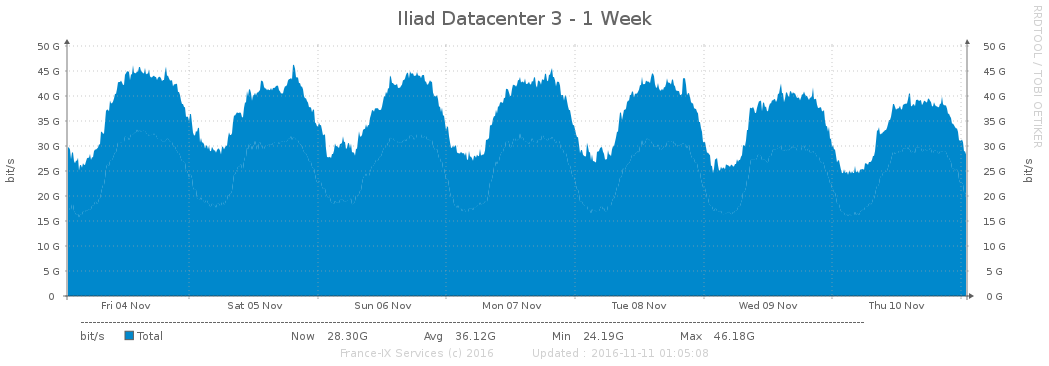 Iliad Datacenter 3 - 1 Week
RRDTOOL / TOBI OETIKER
50 G 50 G
45 G 45 G
40 G 40 G
35 G 35 G
30 G 30 G
25 G 25 G
20 G 20 G
15 G 15 G
10 G 10 G
5 G 5 G
0 0 G
bit/s bit/s
Fri 04 Nov Sat 05 Nov Sun 06 Nov Mon 07 Nov Tue 08 Nov Wed 09 Nov Thu 10 Nov
bit/s Total Now 28.30G Avg 36.12G Min 24.19G Max 46.18G
France-IX Services (c) 2016 Updated : 2016-11-11 01:05:08